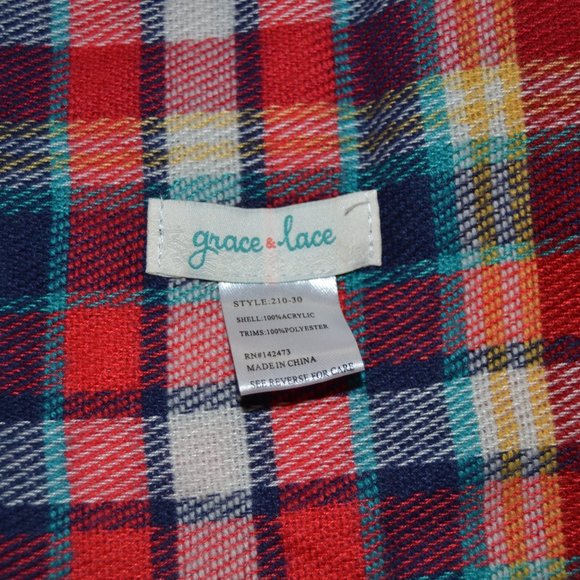 grace & lace
STYLE:210-30
SHELL:100%ACRYLIC
TRIMS:100%POLYESTER
RN#142473
MADE IN CHINA
SEE REVERSE FOR CARE